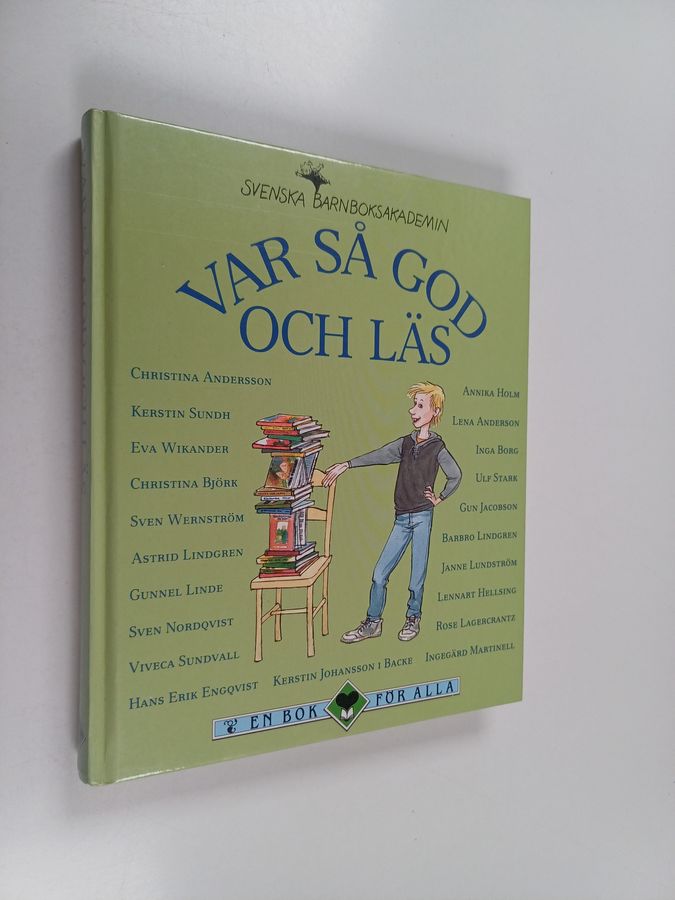 SVENSKA BARNBOKSAKADEMIN
VAR SÅ GOD
OCH LÄS
CHRISTINA ANDERSSON
KERSTIN SUNDH
EVA WIKANDER
CHRISTINA BJÖRK
SVEN WERNSTRÖM
ASTRID LINDGREN
GUNNEL LINDE
SVEN NORDQVIST
VIVECA SUNDVALL
HANS ERIK ENGQVIST
KERSTIN JOHANSSON I BACKE
ANNIKA HOLM
LENA ANDERSON
INGA BORG
ULF STARK
GUN JACOBSON
BARBRO LINDGREN
JANNE LUNDSTRÖM
LENNART HELLSING
ROSE LAGERCRANTZ
INGEGÄRD MARTINELL
EN BOK FÖR ALLA